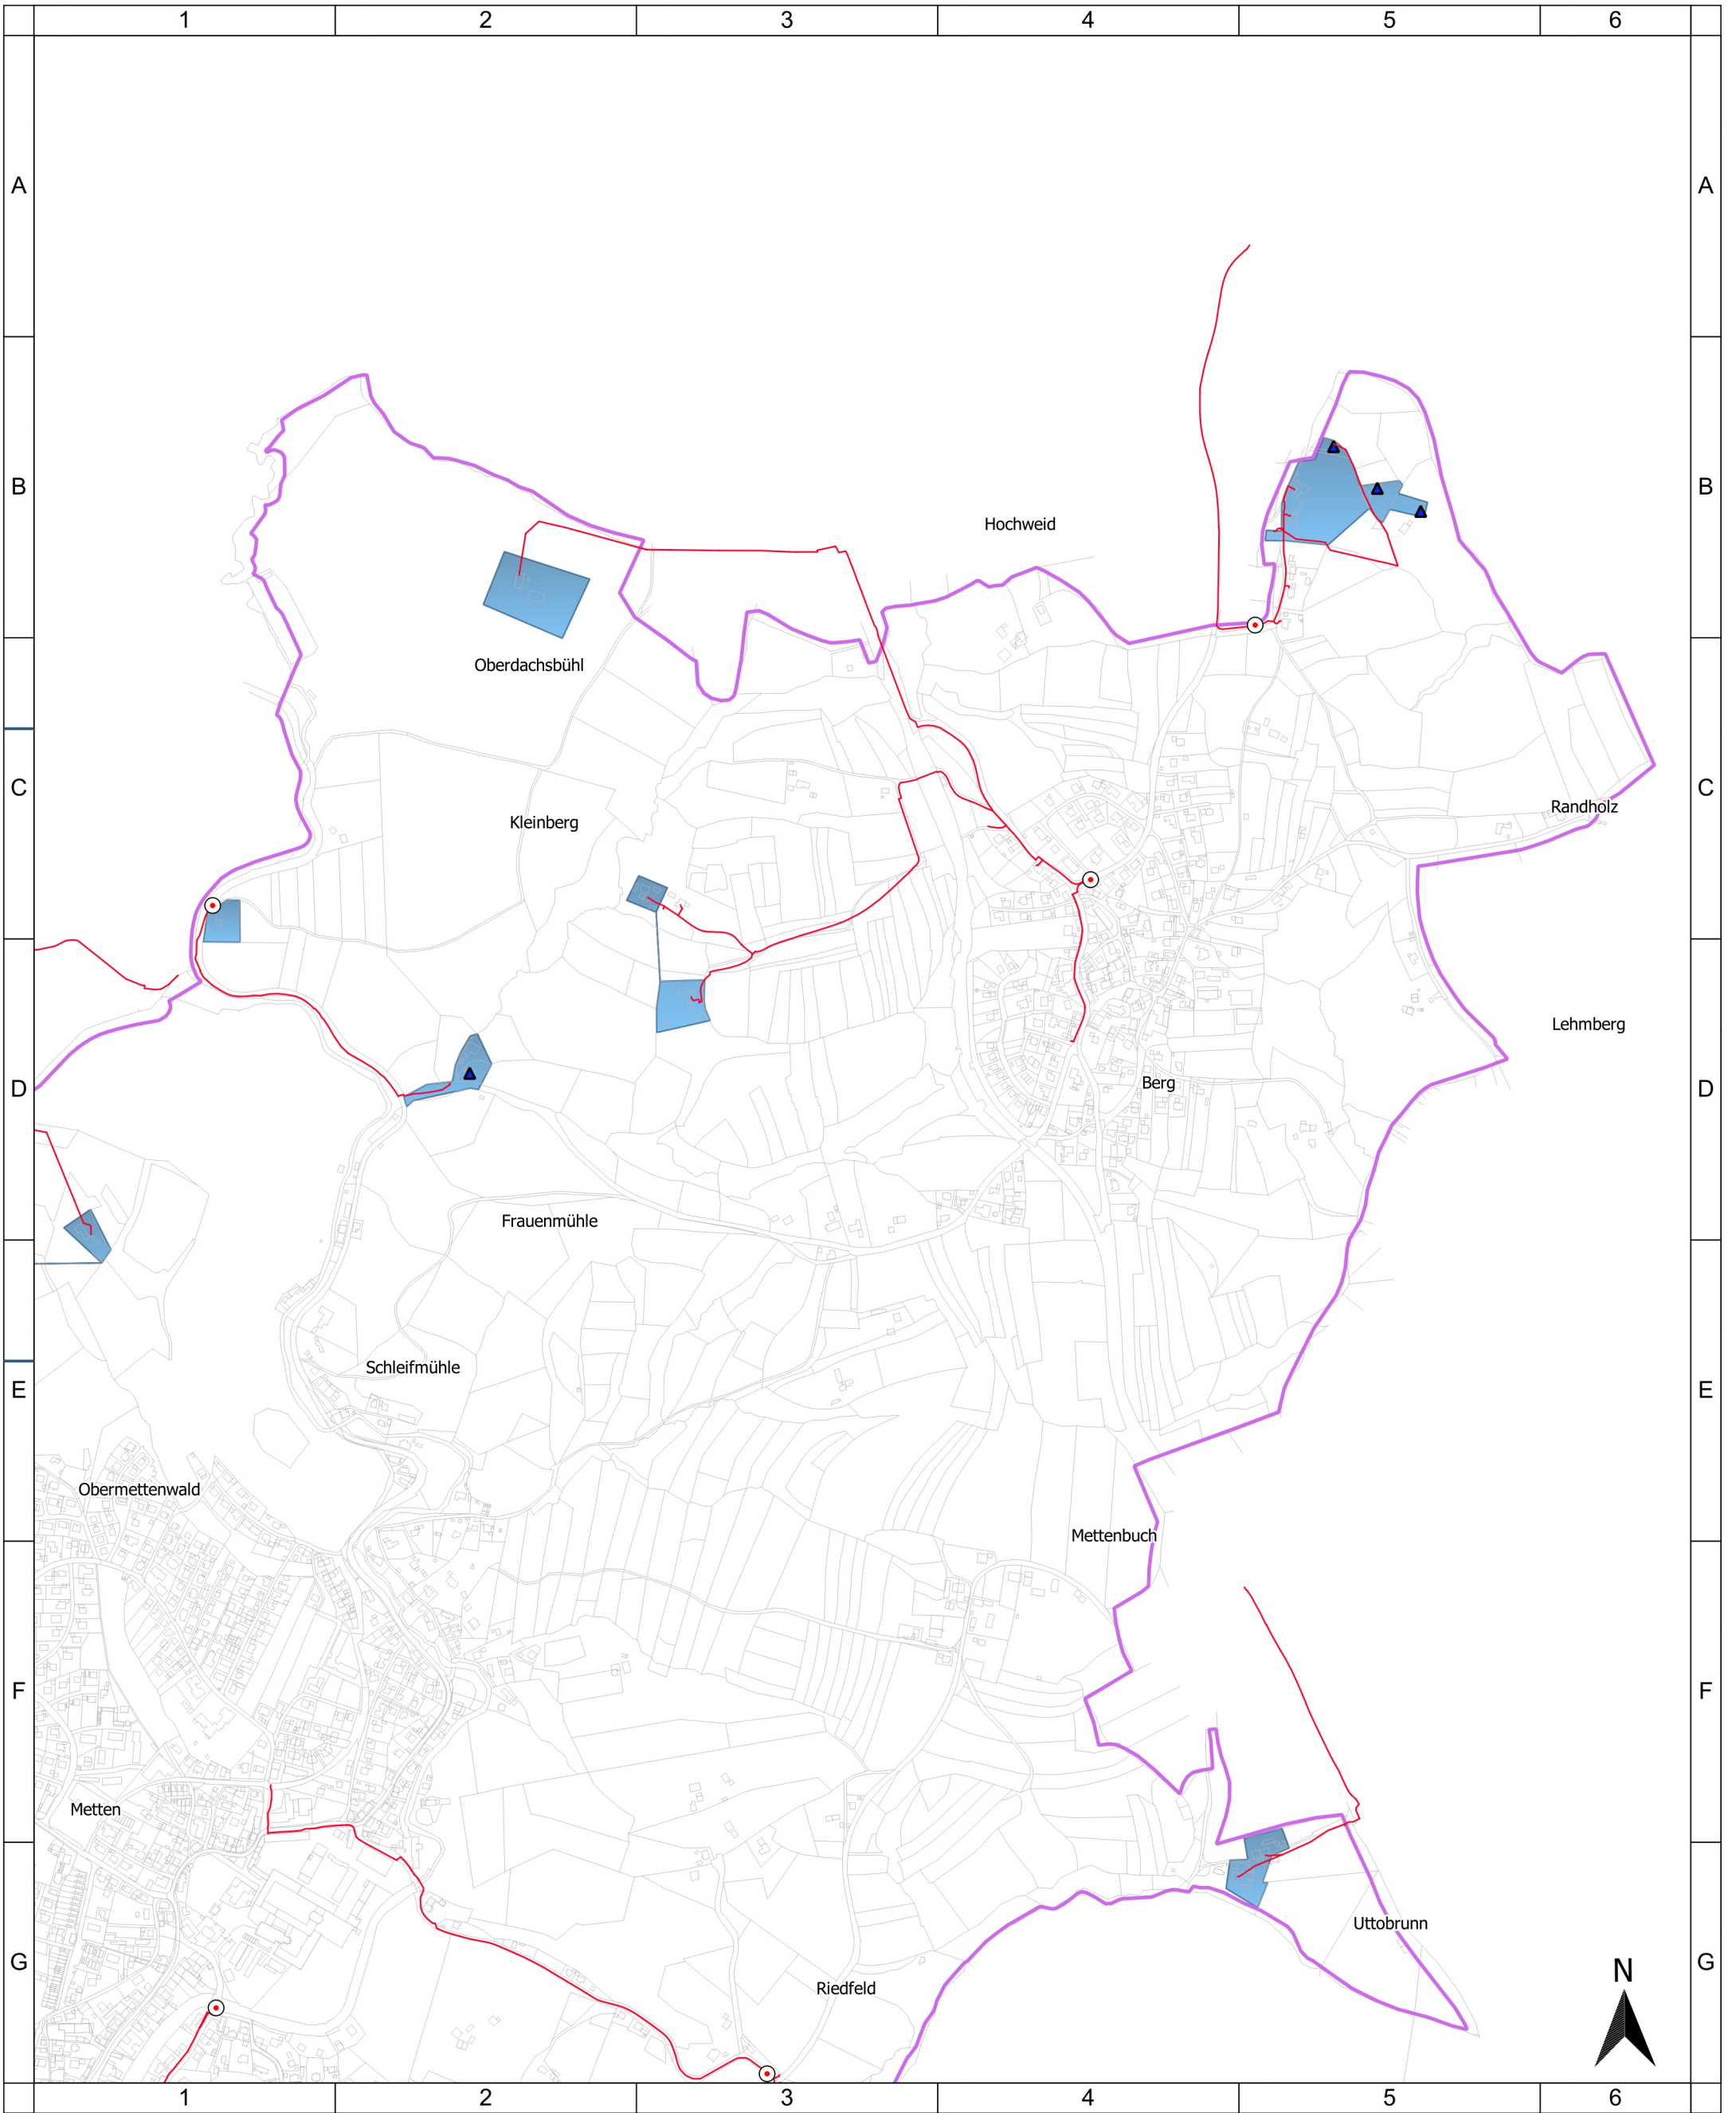 1 2 3 4 5 6
A A
B B
Hochweid
Oberdachsbühl
C C
Randholz
Kleinberg
Lehmberg
D D
Berg
Frauenmühle
Schleifmühle
E E
Obermettenwald
Mettenbuch
F F
Metten
Uttobrunn
G G
N
Riedfeld
1 2 3 4 5 6